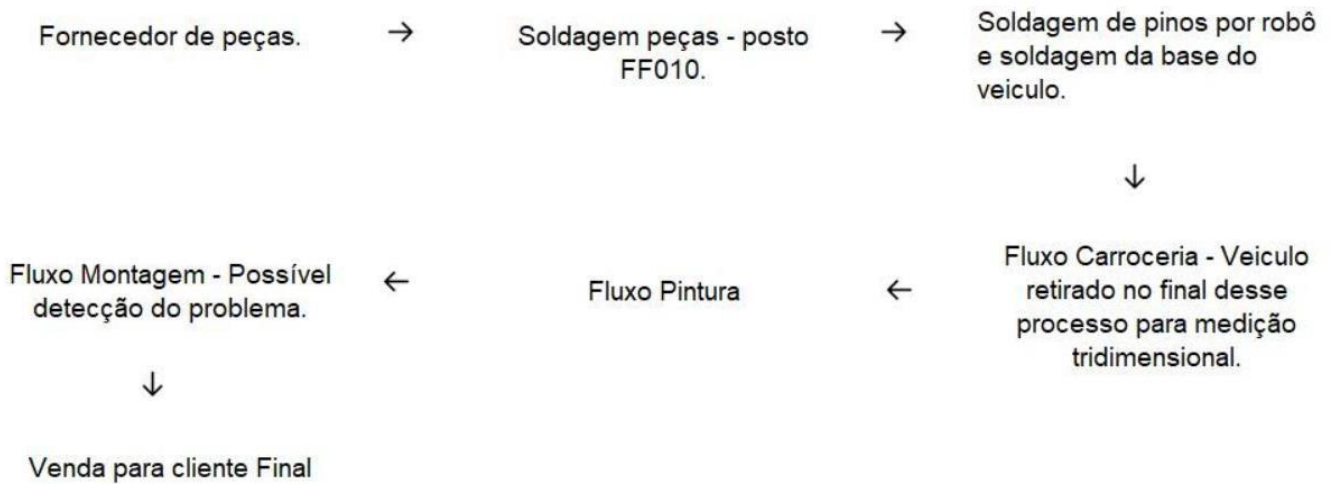 Fornecedor de peças.
→
Soldagem peças - posto
FF010.
→
Soldagem de pinos por robô
e soldagem da base do
veiculo.
↓
Fluxo Carroceria - Veiculo
retirado no final desse
processo para medição
tridimensional.
←
Fluxo Pintura
←
Fluxo Montagem - Possível
detecção do problema.
↓
Venda para cliente Final